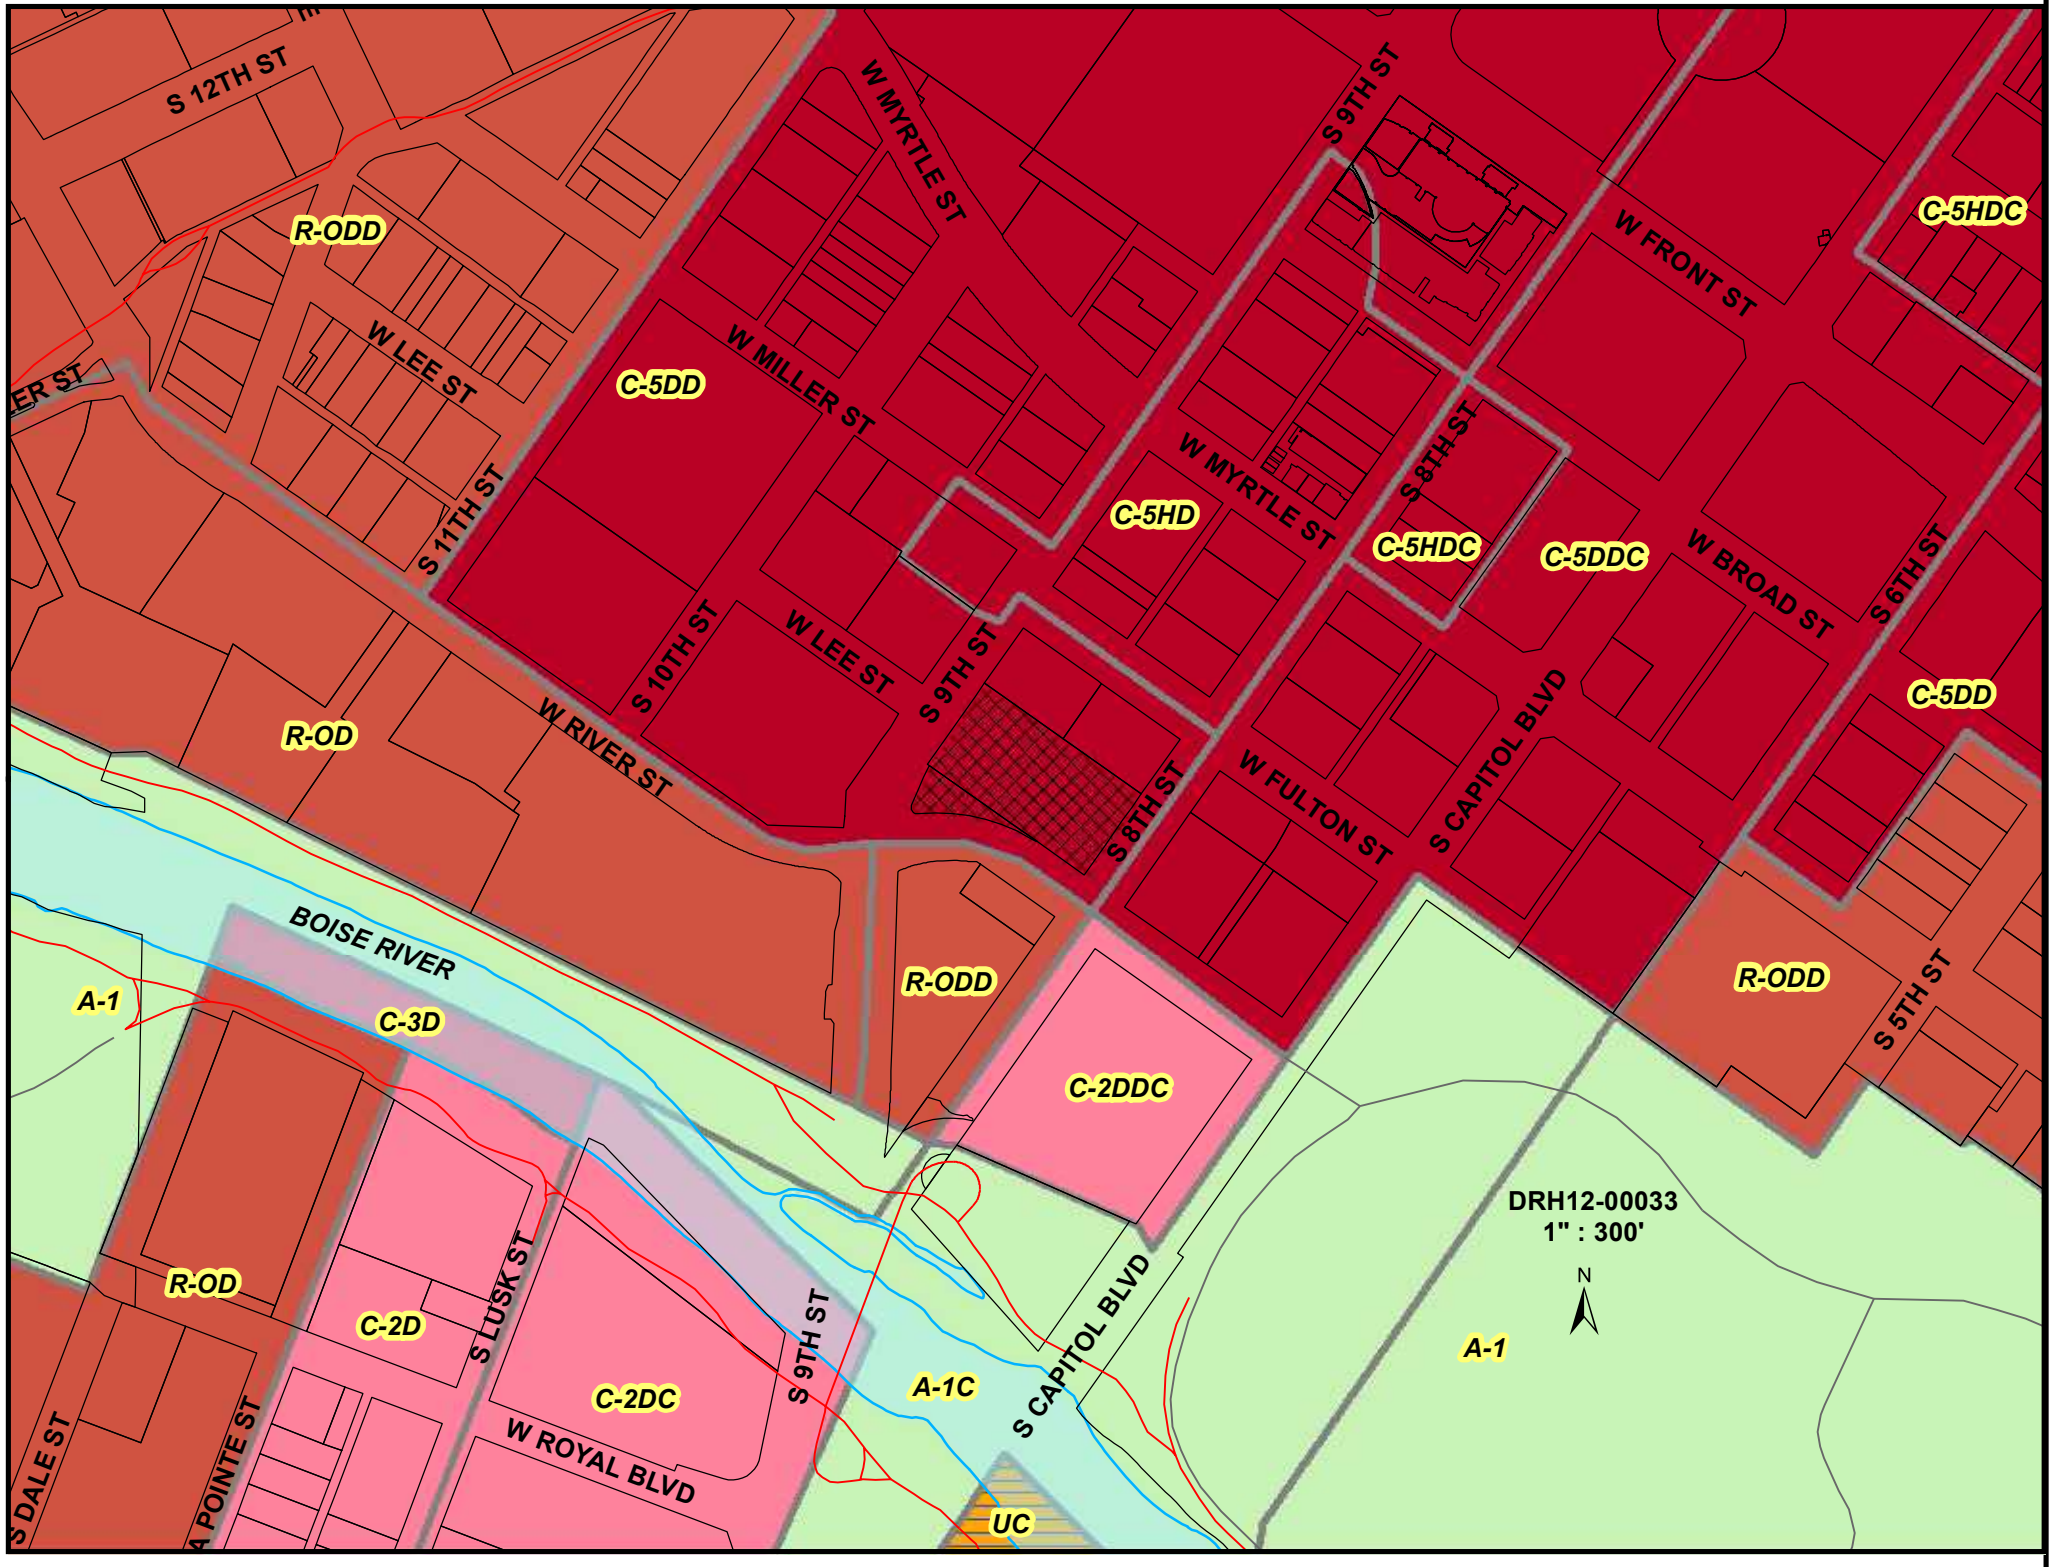 S 12TH ST
W MYRTLE ST
S 9TH ST
C-5HDC
R-ODD
W FRONT ST
W LEE ST
W MILLER ST
C-5DD
LER ST
S 8TH ST
W MYRTLE ST
C-5HD
S 11TH ST
C-5HDC
C-5DDC
W BROAD ST
S 6TH ST
S 10TH ST
W LEE ST
S 9TH ST
C-5DD
R-OD
W RIVER ST
S 8TH ST
W FULTON ST
S CAPITOL BLVD
BOISE RIVER
A-1
C-3D
R-ODD
R-ODD
S 5TH ST
C-2DDC
DRH12-00033
1" : 300'
N
R-OD
C-2D
S LUSK ST
S 9TH ST
S CAPITOL BLVD
A-1
A-1C
C-2DC
W ROYAL BLVD
S DALE ST
A POINTE ST
UC